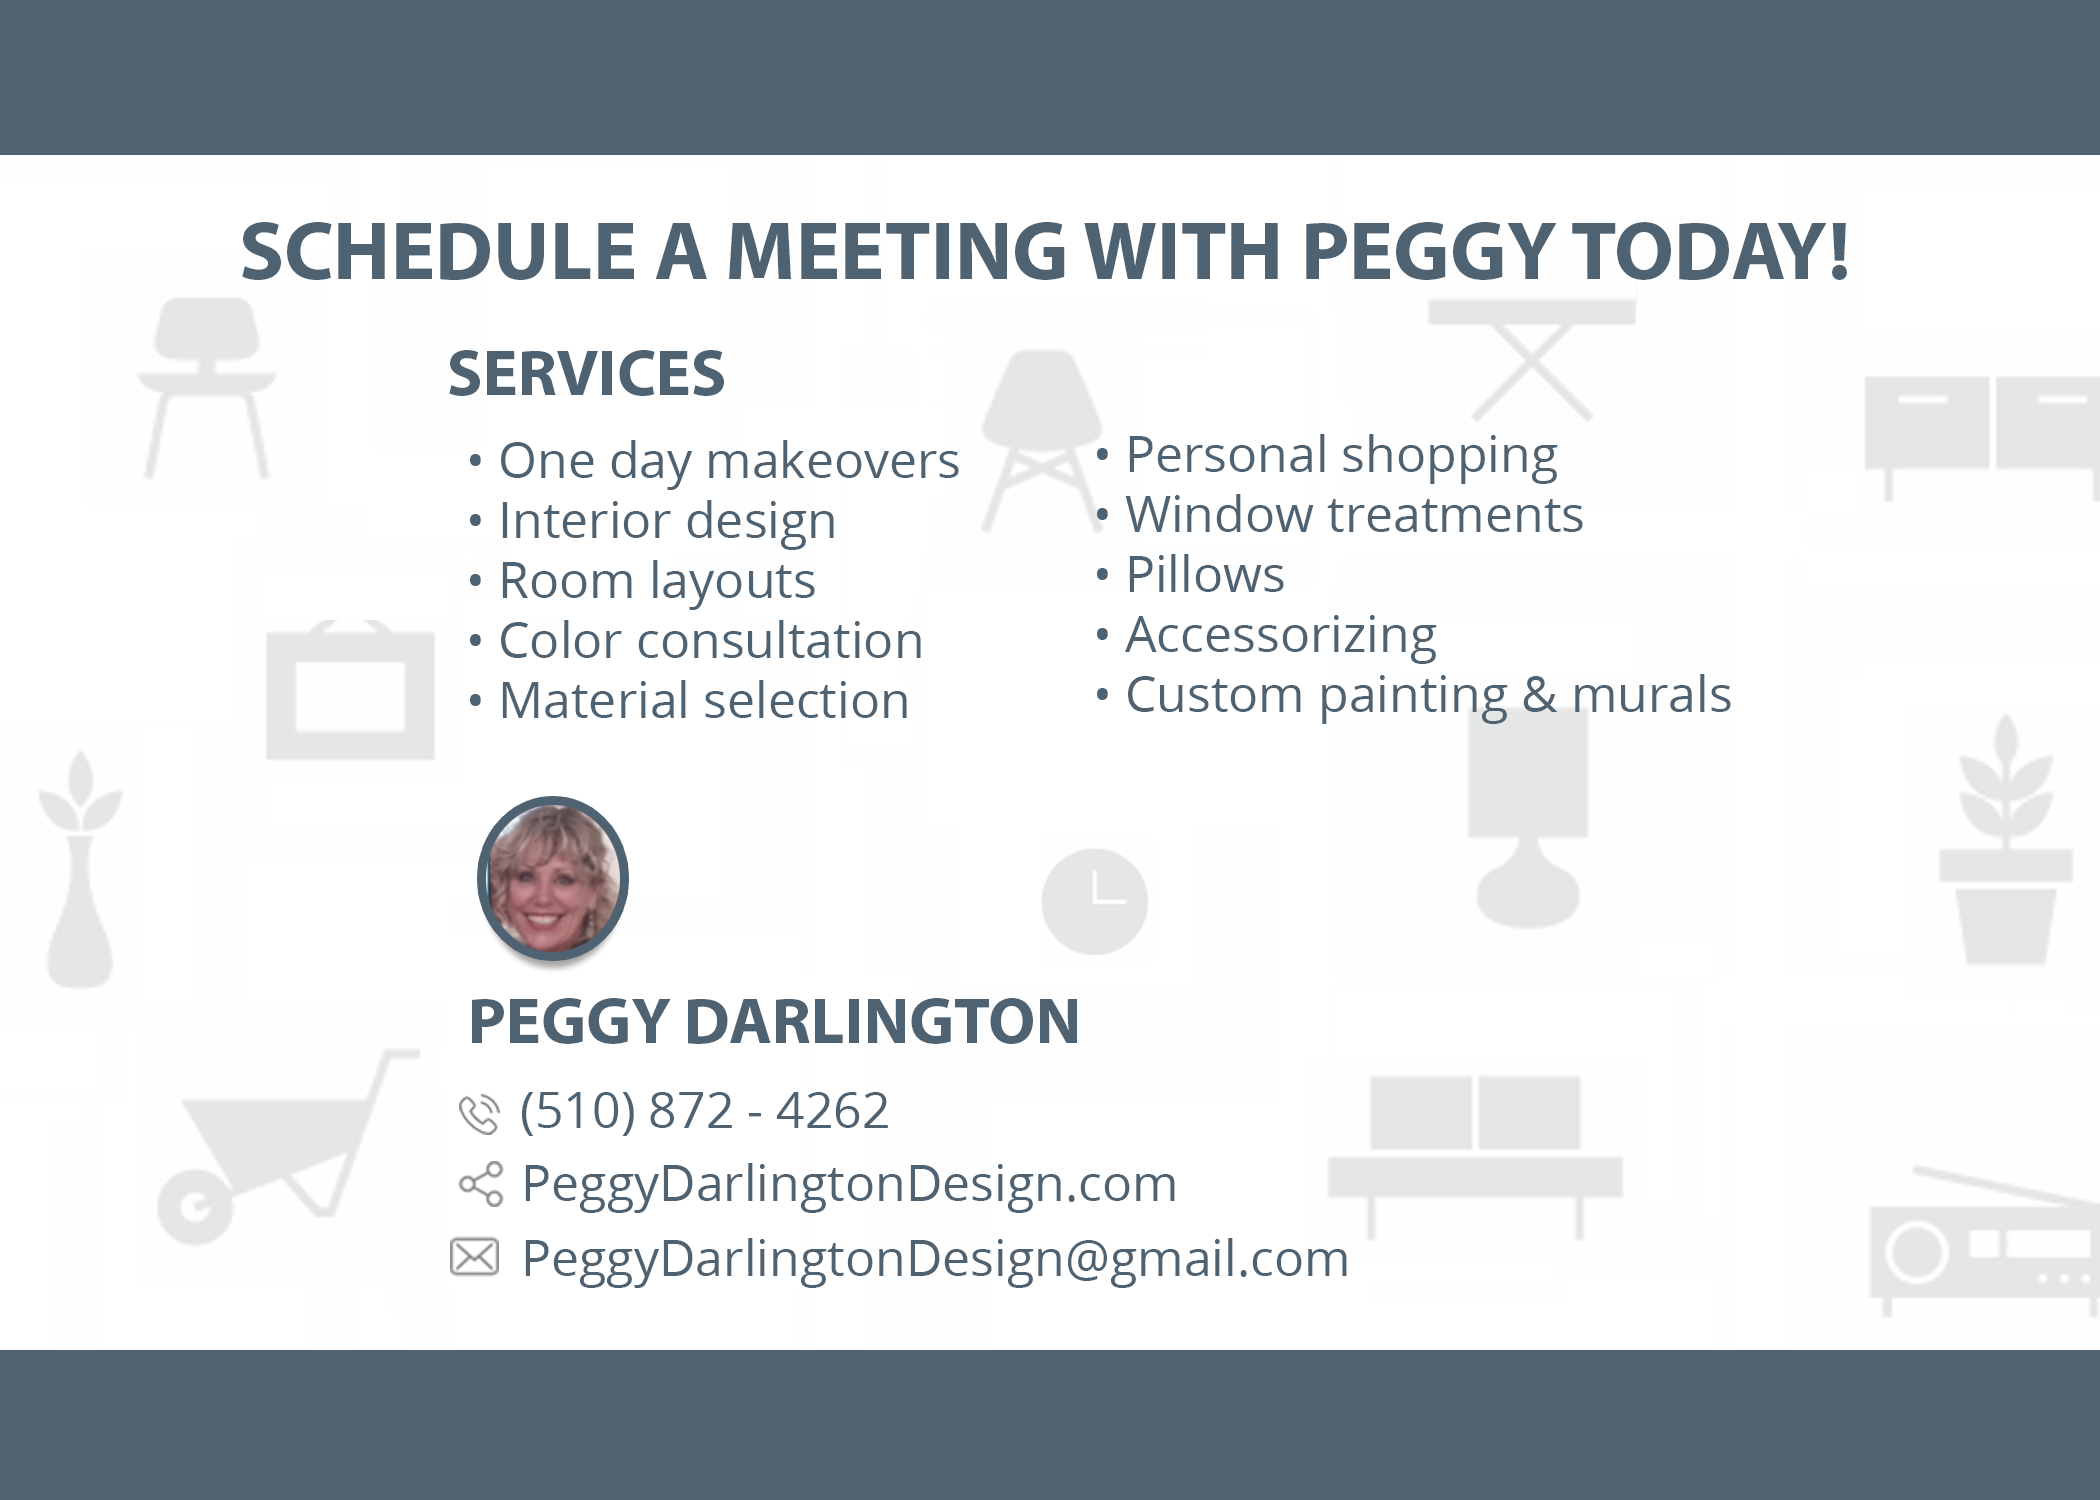 SCHEDULE A MEETING WITH PEGGY TODAY!
SERVICES
• One day makeovers
• Interior design
• Room layouts
• Color consultation
• Material selection
• Personal shopping
• Window treatments
• Pillows
• Accessorizing
• Custom painting & murals
PEGGY DARLINGTON
(510) 872 - 4262
PeggyDarlingtonDesign.com
PeggyDarlingtonDesign@gmail.com